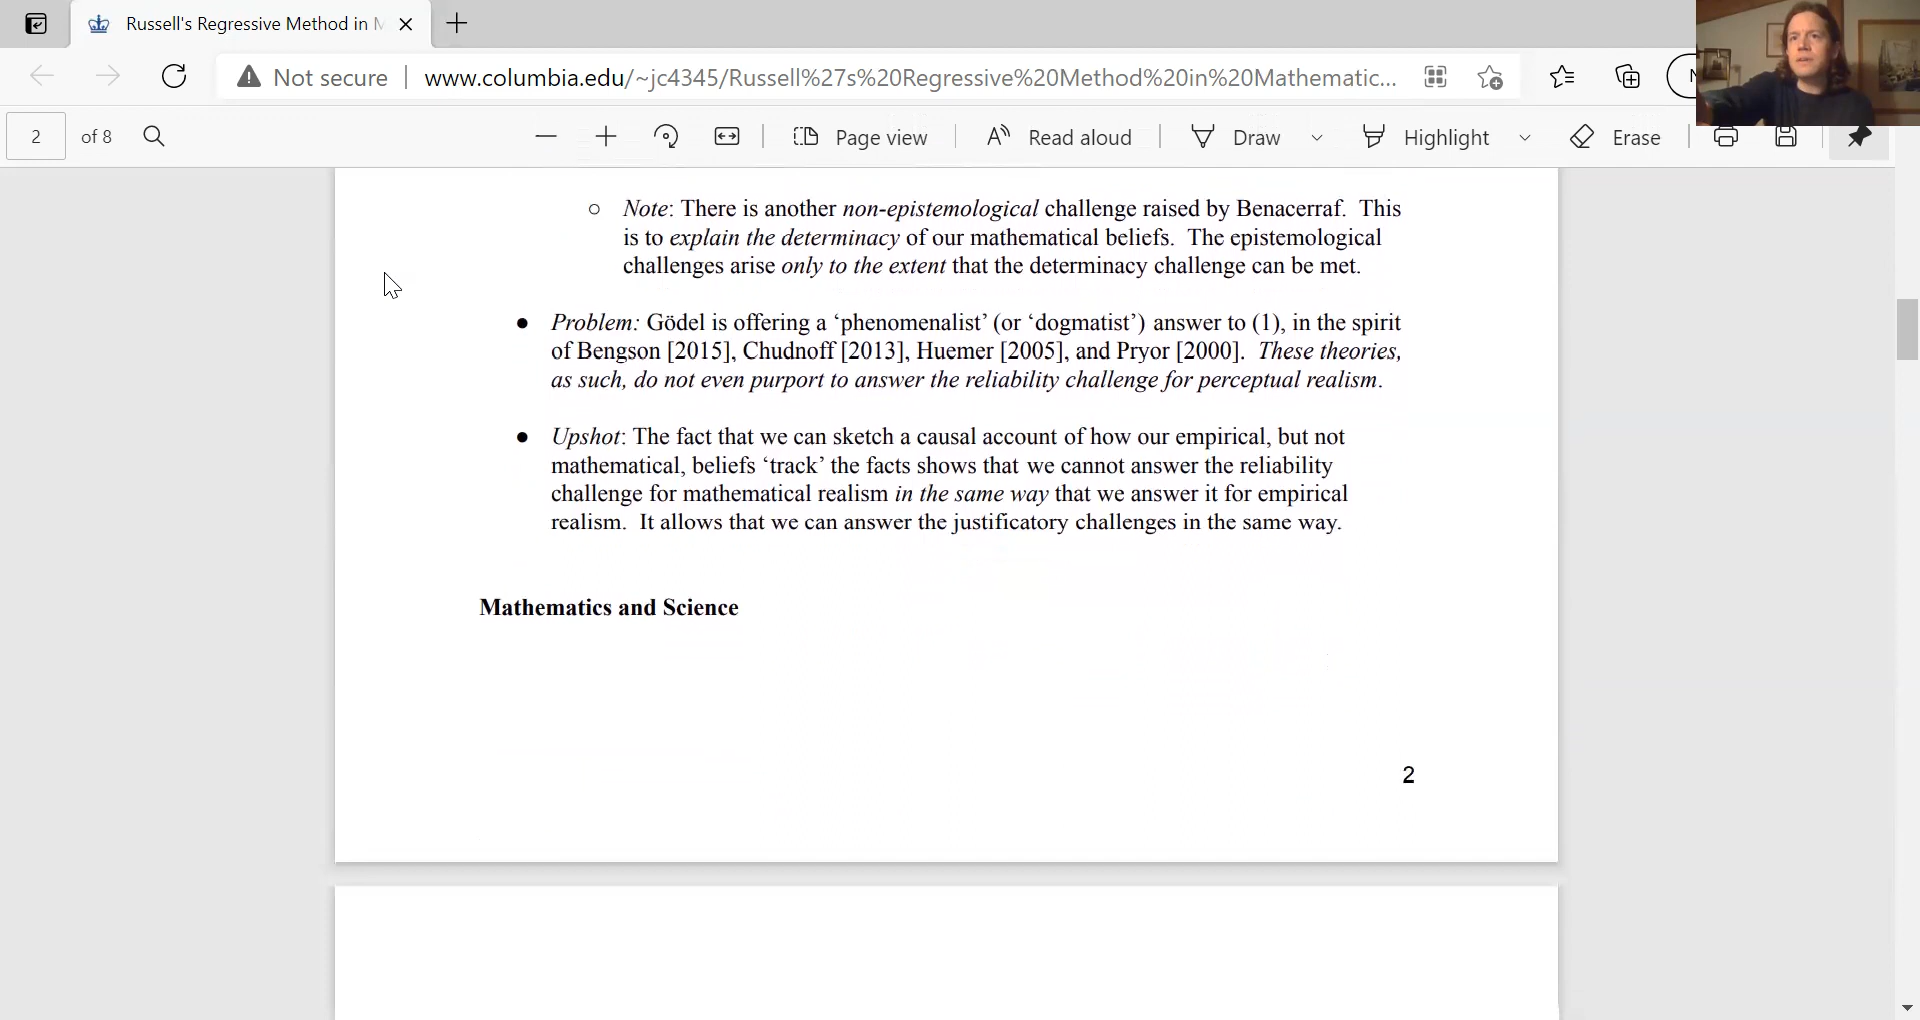 Russell's Regressive Method in M
Not secure
www.columbia.edu/~jc4345/Russell%27s%20Regressive%20Method%20in%20Mathematic...
2
of 8
Page view
Read aloud
Draw
Highlight
Erase
○ Note: There is another non-epistemological challenge raised by Benacerraf. This
is to explain the determinacy of our mathematical beliefs. The epistemological
challenges arise only to the extent that the determinacy challenge can be met.
● Problem: Gödel is offering a ‘phenomenalist’ (or ‘dogmatist’) answer to (1), in the spirit
of Bengson [2015], Chudnoff [2013], Huemer [2005], and Pryor [2000]. These theories,
as such, do not even purport to answer the reliability challenge for perceptual realism.
● Upshot: The fact that we can sketch a causal account of how our empirical, but not
mathematical, beliefs ‘track’ the facts shows that we cannot answer the reliability
challenge for mathematical realism in the same way that we answer it for empirical
realism. It allows that we can answer the justificatory challenges in the same way.
Mathematics and Science
2